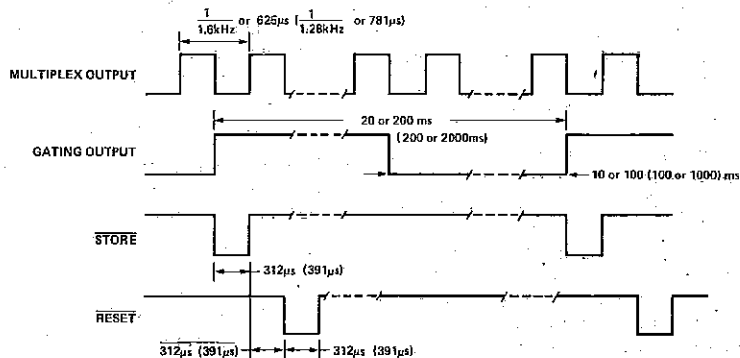 1/1.6kHz or 625µs (1/1.28kHz or 781µs)
MULTIPLEX OUTPUT
20 or 200 ms
(200 or 2000ms)
GATING OUTPUT
10 or 100 (100 or 1000) ms
STORE
312µs (391µs)
RESET
312µs (391µs) 312µs (391µs)